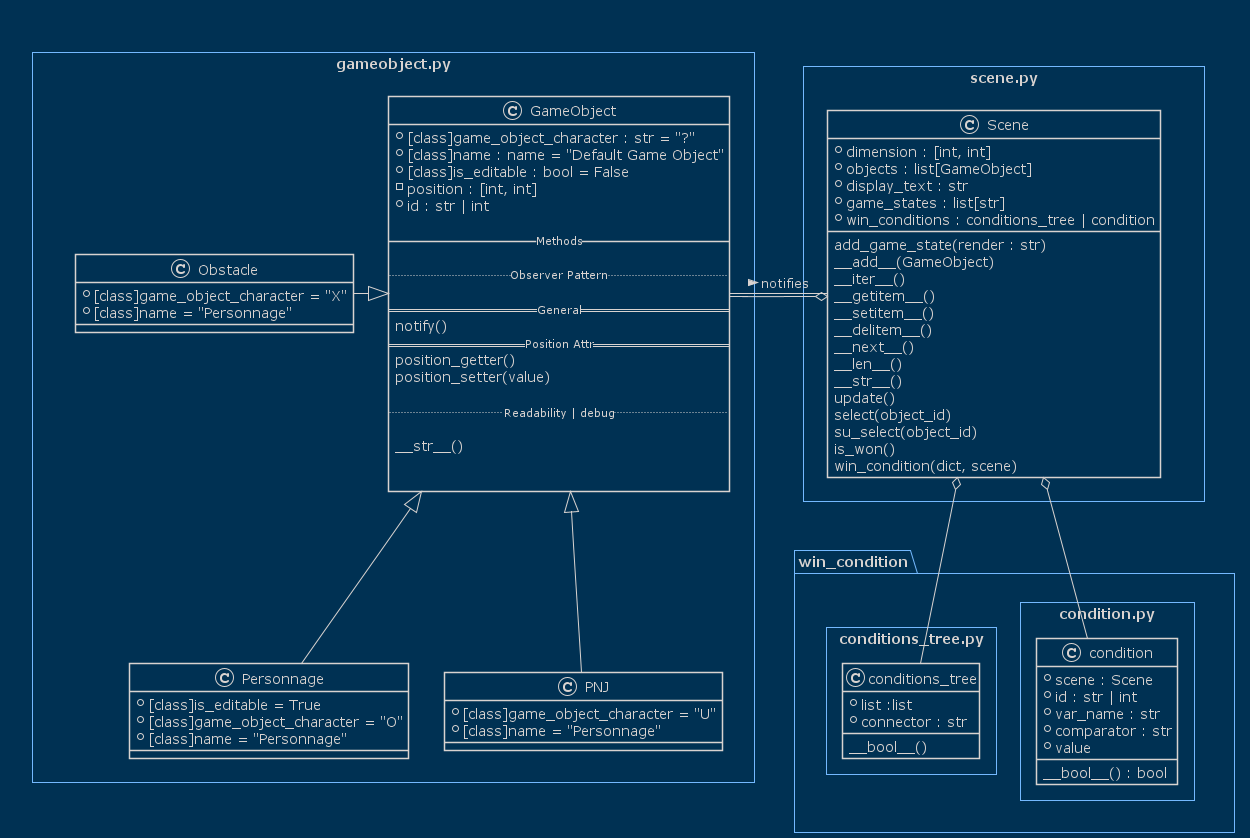 gameobject.py
GameObject
[class]game_object_character : str = "?"
[class]name : name = "Default Game Object"
[class]is_editable : bool = False
position : [int, int]
id : str | int
Methods
Observer Pattern
General
notify()
Position Attr
position_getter()
position_setter(value)
Readability | debug
__str__()
Obstacle
[class]game_object_character = "X"
[class]name = "Personnage"
notifies
Personnage
[class]is_editable = True
[class]game_object_character = "O"
[class]name = "Personnage"
PNJ
[class]game_object_character = "U"
[class]name = "Personnage"
scene.py
Scene
dimension : [int, int]
objects : list[GameObject]
display_text : str
game_states : list[str]
win_conditions : conditions_tree | condition
add_game_state(render : str)
__add__(GameObject)
__iter__()
__getitem__()
__setitem__()
__delitem__()
__next__()
__len__()
__str__()
update()
select(object_id)
su_select(object_id)
is_won()
win_condition(dict, scene)
win_condition
conditions_tree.py
conditions_tree
list :list
connector : str
__bool__()
condition.py
condition
scene : Scene
id : str | int
var_name : str
comparator : str
value
__bool__() : bool